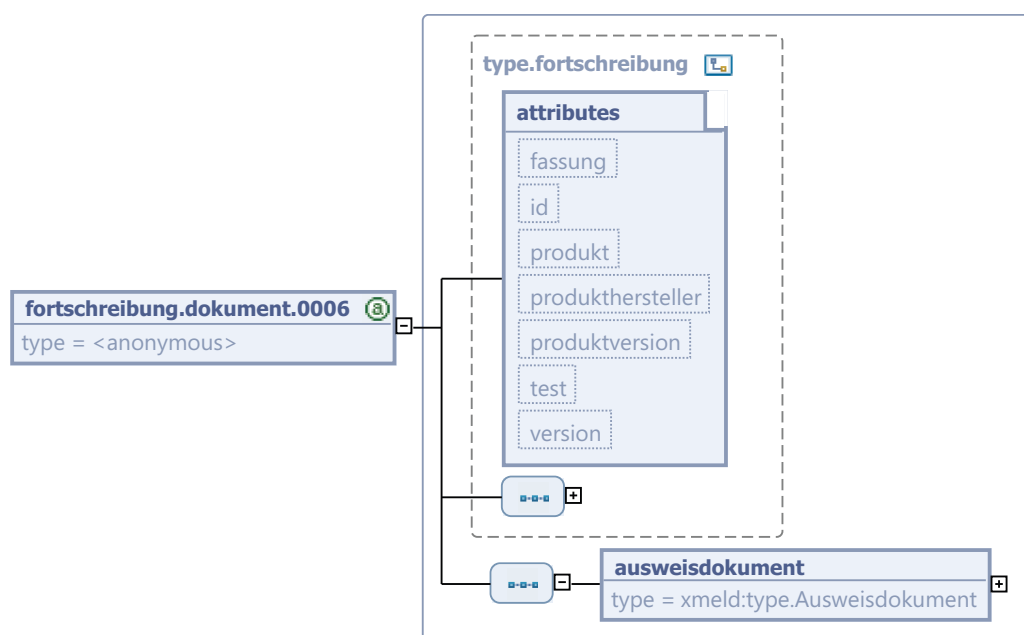 type.fortschreibung
attributes
fassung
id
produkt
fortschreibung.dokument.0006 @
produkthersteller
type = <anonymous>
produktversion
test
version
ausweisdokument
type = xmeld:type.Ausweisdokument